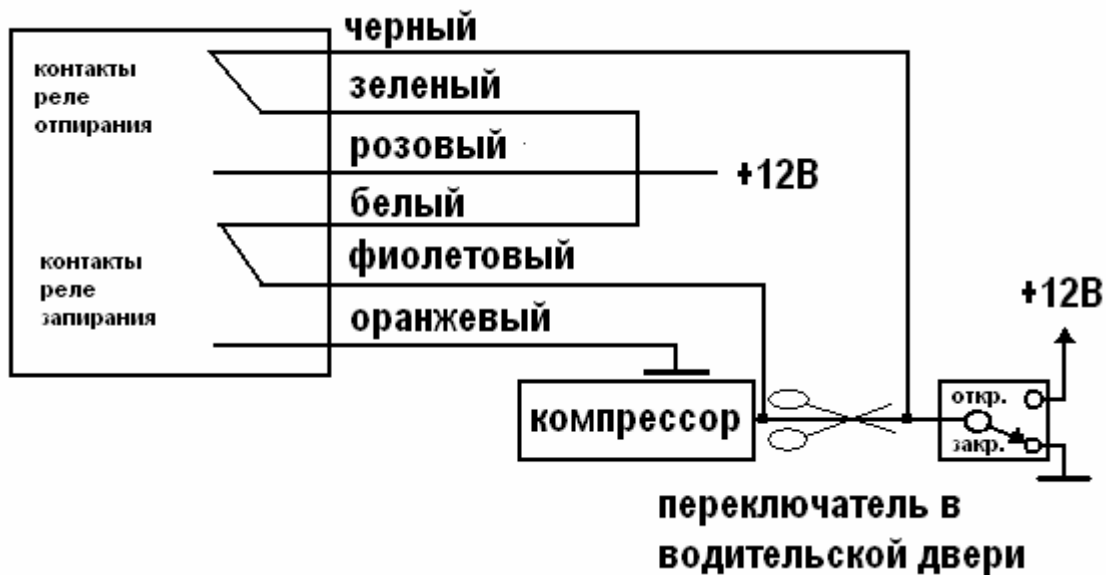 черный
контакты
реле
отпирания
зеленый
розовый
+12В
белый
контакты
реле
запирания
фиолетовый
оранжевый
+12В
компрессор
откр.
закр.
переключатель в
водительской двери